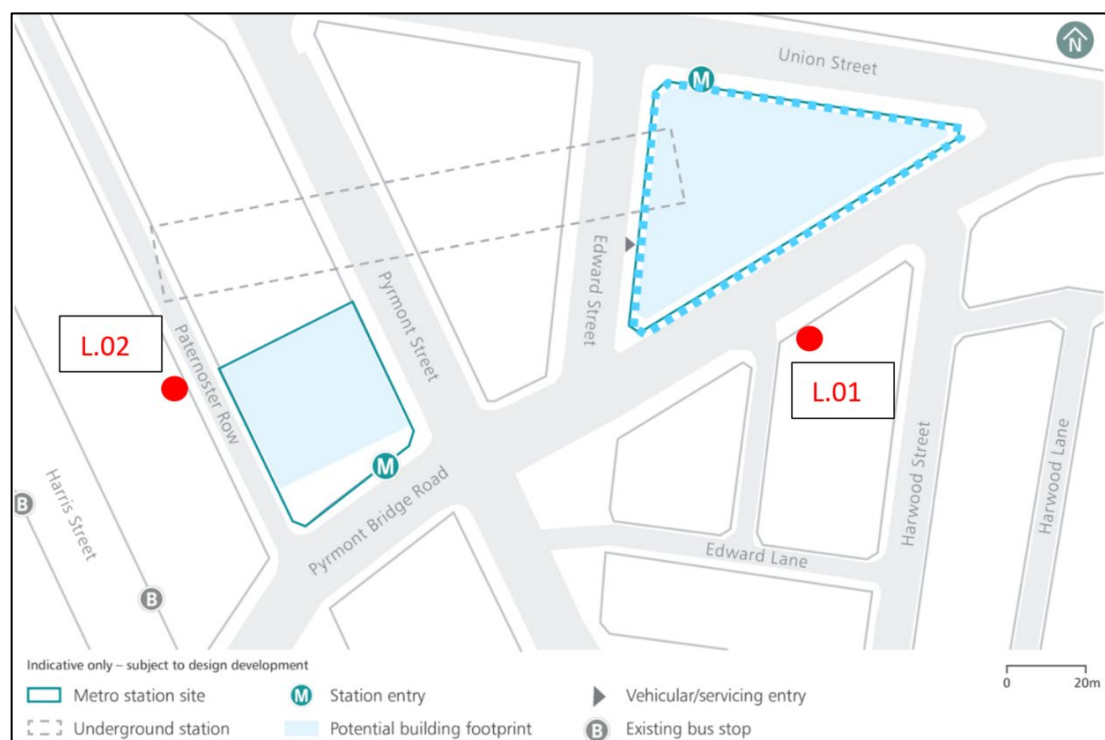 N
Union Street
M
Edward Street
Pyrmont Street
L.02
Paternoster Row
L.01
M
Harwood Street
Harwood Lane
B
Harris Street
Pyrmont Bridge Road
Edward Lane
B
Indicative only – subject to design development
Metro station site
M Station entry
Vehicular/servicing entry
0 20m
Underground station
Potential building footprint
B Existing bus stop